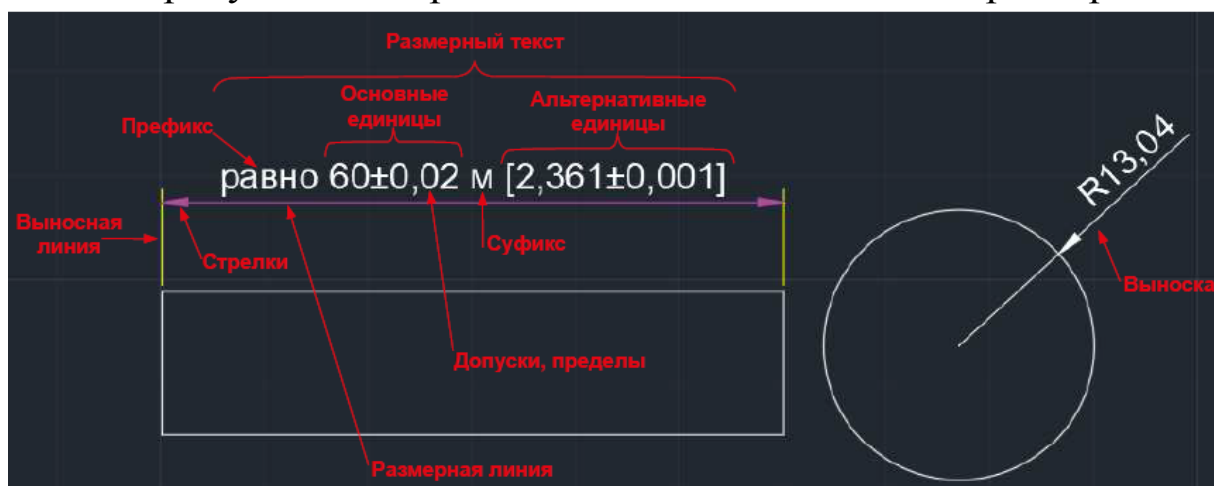 Размерный текст
Основные
единицы
Альтернативные
единицы
Префикс
равно 60±0,02 м [2,361±0,001]
R13,04
Выносная
линия
Стрелки
Суфикс
Выноска
Допуски, пределы
Размерная линия